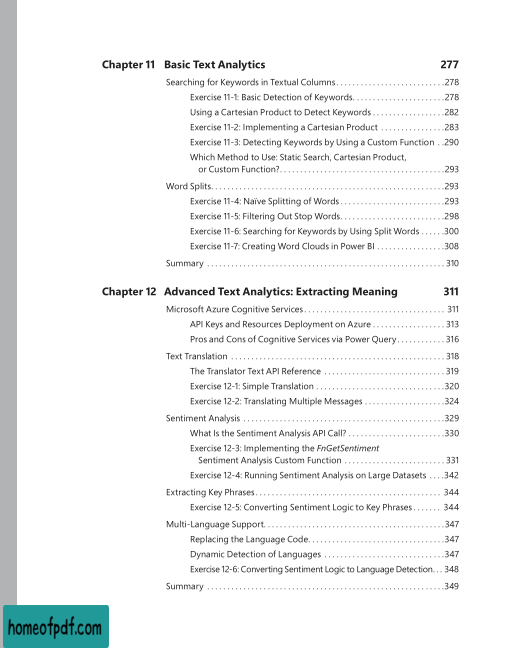 Chapter 11 Basic Text Analytics 277
Searching for Keywords in Textual Columns. . . . . . . . . . . . . . . . . . . . . . . . . . .278
Exercise 11-1: Basic Detection of Keywords. . . . . . . . . . . . . . . . . . . . . . .278
Using a Cartesian Product to Detect Keywords . . . . . . . . . . . . . . . . . .282
Exercise 11-2: Implementing a Cartesian Product . . . . . . . . . . . . . . . .283
Exercise 11-3: Detecting Keywords by Using a Custom Function . .290
Which Method to Use: Static Search, Cartesian Product,
or Custom Function?. . . . . . . . . . . . . . . . . . . . . . . . . . . . . . . . . . . . . . . . .293
Word Splits. . . . . . . . . . . . . . . . . . . . . . . . . . . . . . . . . . . . . . . . . . . . . . . . . . . . . . . . . .293
Exercise 11-4: Naïve Splitting of Words . . . . . . . . . . . . . . . . . . . . . . . . . .293
Exercise 11-5: Filtering Out Stop Words. . . . . . . . . . . . . . . . . . . . . . . . . .298
Exercise 11-6: Searching for Keywords by Using Split Words . . . . . .300
Exercise 11-7: Creating Word Clouds in Power BI . . . . . . . . . . . . . . . . .308
Summary . . . . . . . . . . . . . . . . . . . . . . . . . . . . . . . . . . . . . . . . . . . . . . . . . . . . . . . . . . . 310
Chapter 12 Advanced Text Analytics: Extracting Meaning 311
Microsoft Azure Cognitive Services. . . . . . . . . . . . . . . . . . . . . . . . . . . . . . . . . . . 311
API Keys and Resources Deployment on Azure . . . . . . . . . . . . . . . . . . 313
Pros and Cons of Cognitive Services via Power Query. . . . . . . . . . . . 316
Text Translation . . . . . . . . . . . . . . . . . . . . . . . . . . . . . . . . . . . . . . . . . . . . . . . . . . . . . 318
The Translator Text API Reference . . . . . . . . . . . . . . . . . . . . . . . . . . . . . .319
Exercise 12-1: Simple Translation . . . . . . . . . . . . . . . . . . . . . . . . . . . . . . . .320
Exercise 12-2: Translating Multiple Messages . . . . . . . . . . . . . . . . . . . .324
Sentiment Analysis . . . . . . . . . . . . . . . . . . . . . . . . . . . . . . . . . . . . . . . . . . . . . . . . . .329
What Is the Sentiment Analysis API Call? . . . . . . . . . . . . . . . . . . . . . . . .330
Exercise 12-3: Implementing the FnGetSentiment
Sentiment Analysis Custom Function . . . . . . . . . . . . . . . . . . . . . . . . . 331
Exercise 12-4: Running Sentiment Analysis on Large Datasets . . . .342
Extracting Key Phrases. . . . . . . . . . . . . . . . . . . . . . . . . . . . . . . . . . . . . . . . . . . . . . 344
Exercise 12-5: Converting Sentiment Logic to Key Phrases. . . . . . . 344
Multi-Language Support. . . . . . . . . . . . . . . . . . . . . . . . . . . . . . . . . . . . . . . . . . . . .347
Replacing the Language Code. . . . . . . . . . . . . . . . . . . . . . . . . . . . . . . . . .347
Dynamic Detection of Languages . . . . . . . . . . . . . . . . . . . . . . . . . . . . . .347
Exercise 12-6: Converting Sentiment Logic to Language Detection. . . 348
Summary . . . . . . . . . . . . . . . . . . . . . . . . . . . . . . . . . . . . . . . . . . . . . . . . . . . . . . . . . . .349
homeofpdf.com